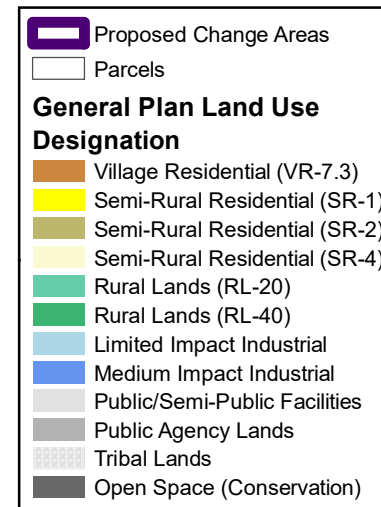 Proposed Change Areas
Parcels
General Plan Land Use
Designation
Village Residential (VR-7.3)
Semi-Rural Residential (SR-1)
Semi-Rural Residential (SR-2)
Semi-Rural Residential (SR-4)
Rural Lands (RL-20)
Rural Lands (RL-40)
Limited Impact Industrial
Medium Impact Industrial
Public/Semi-Public Facilities
Public Agency Lands
Tribal Lands
Open Space (Conservation)